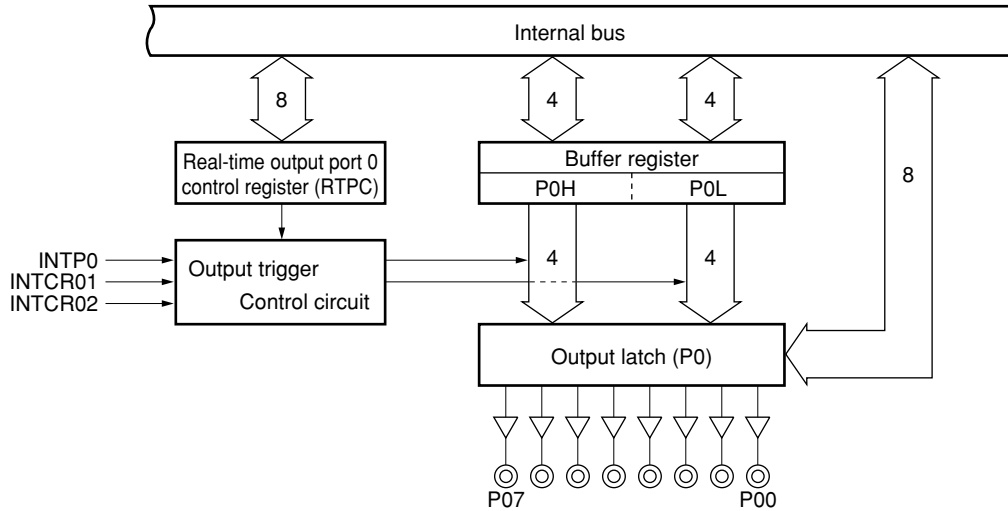 Internal bus
8
4
4
8
Real-time output port 0
control register (RTPC)
Buffer register
P0H
P0L
INTP0
INTCR01
INTCR02
Output trigger
Control circuit
4
4
Output latch (P0)
P07
P00